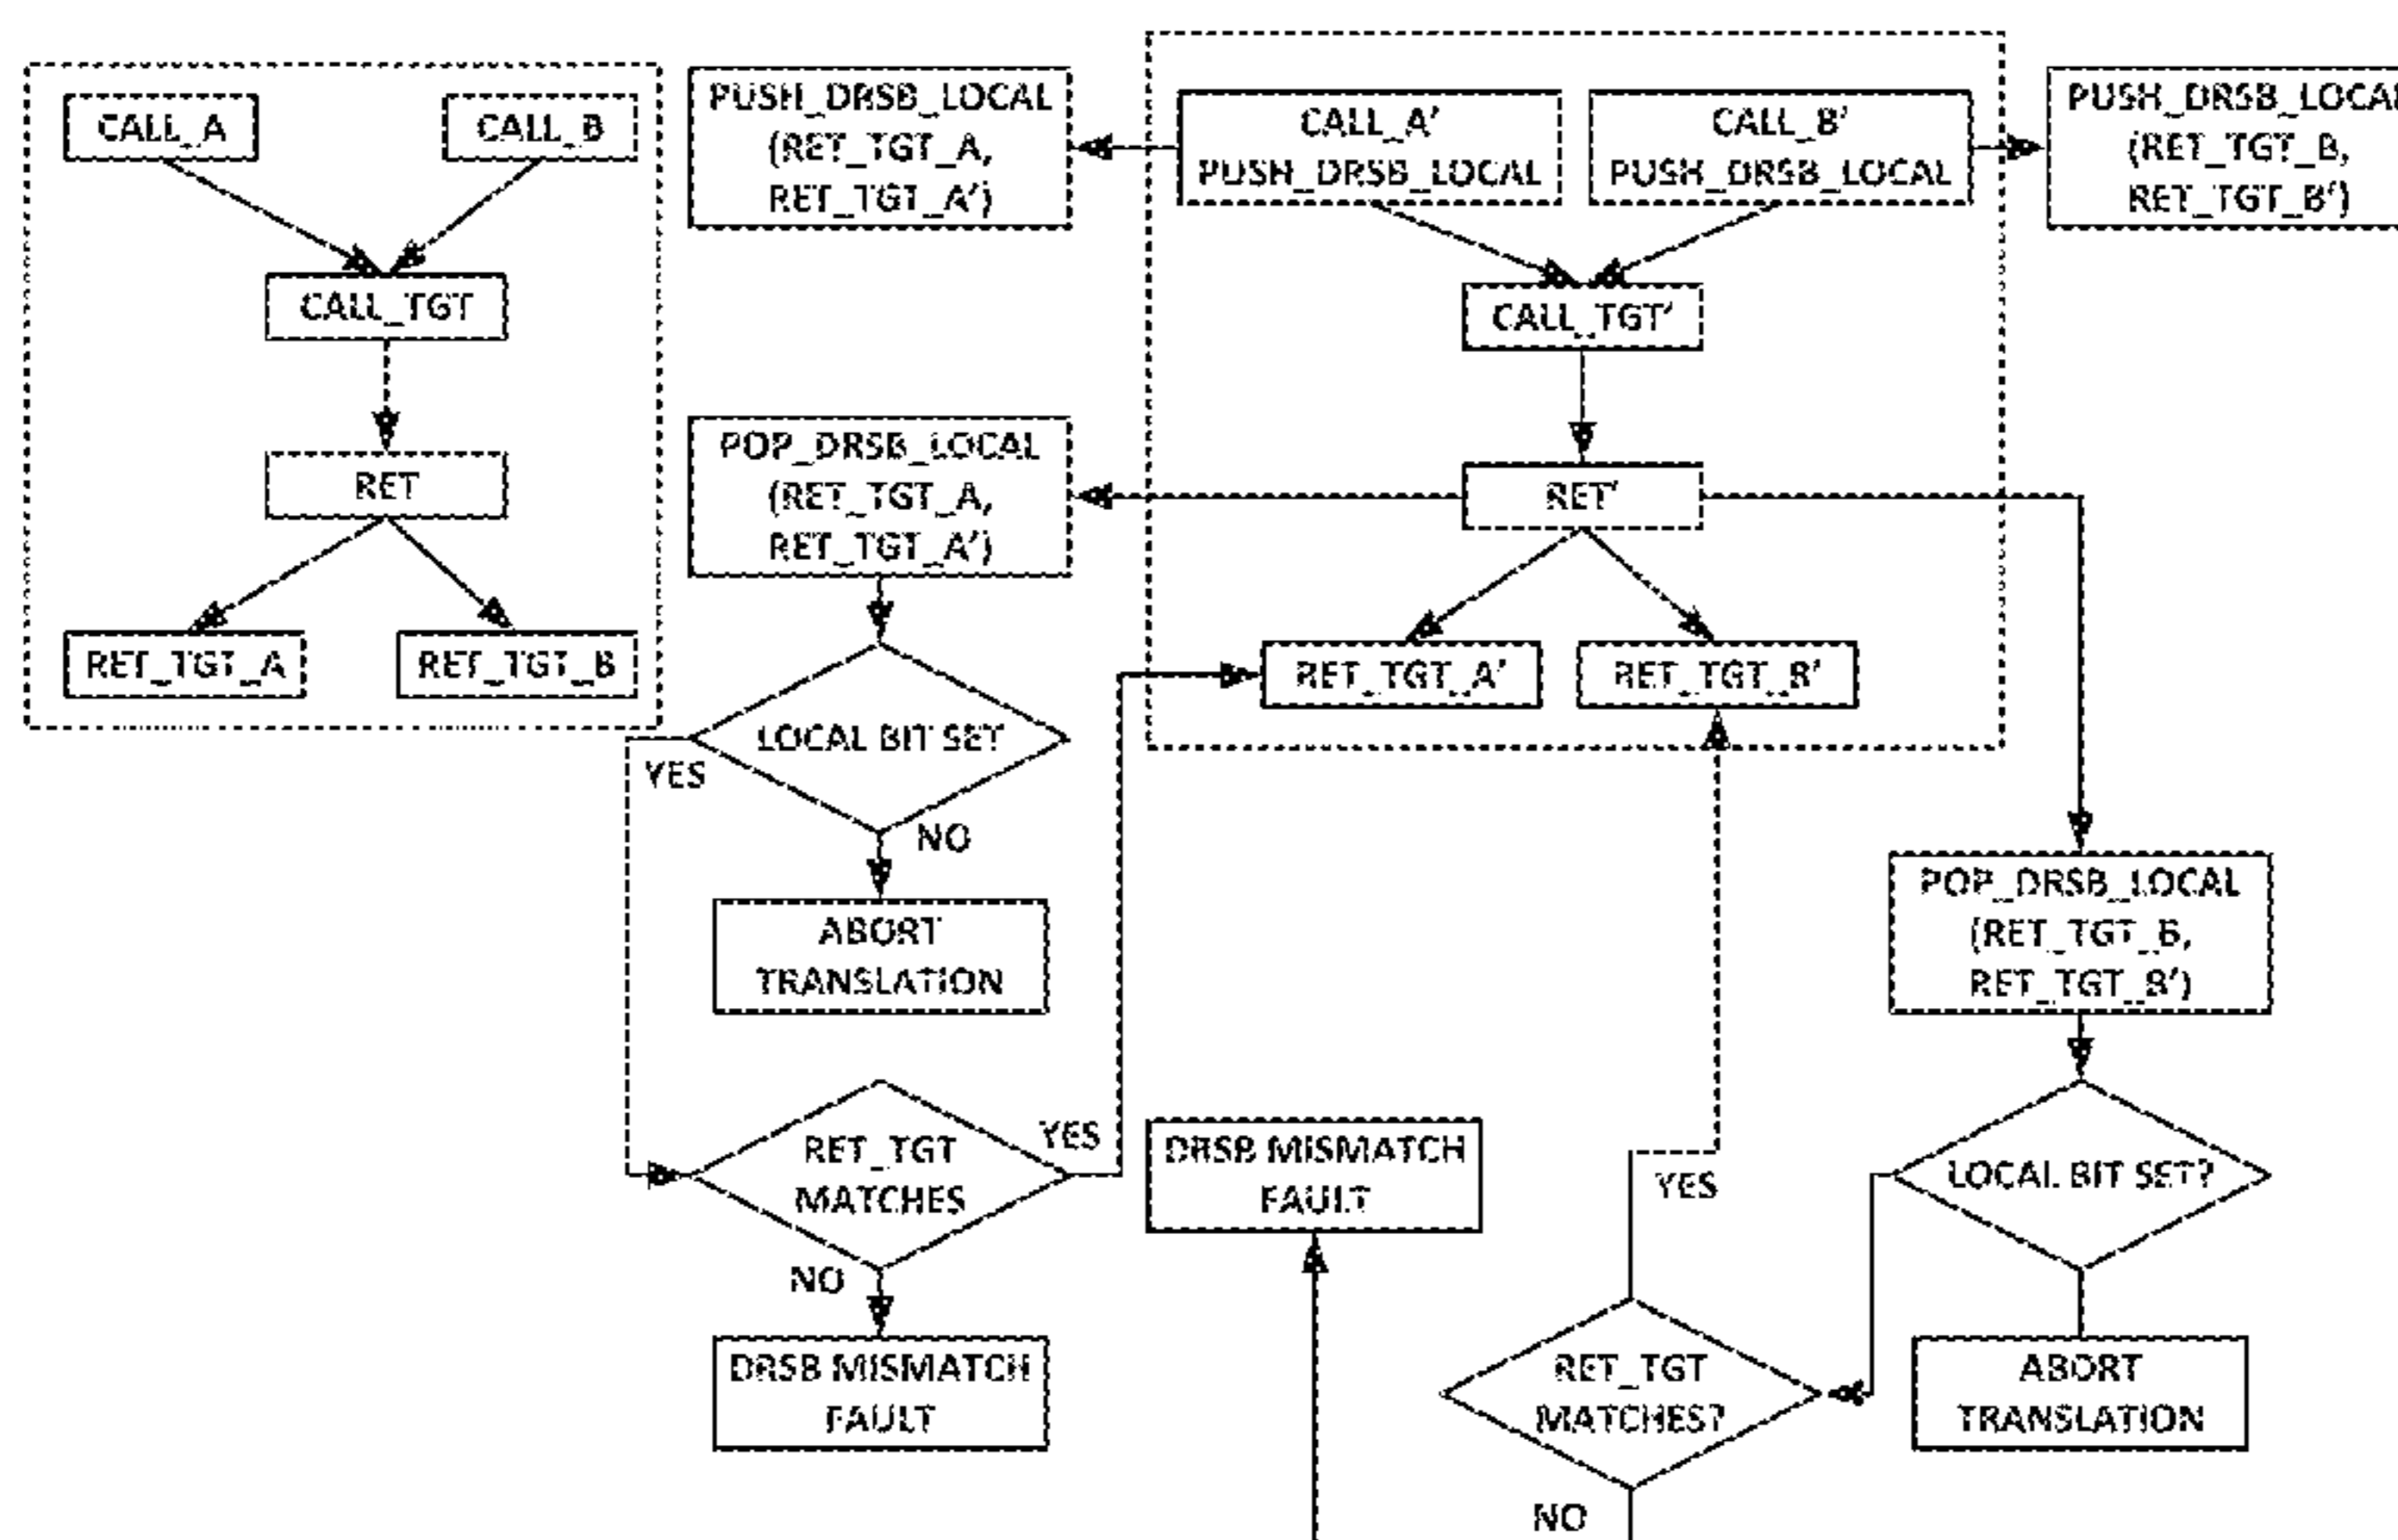 CALL_A
CALL_B
CALL_TGT
RET
RET_TGT_A
RET_TGT_B
PUSH_DRSB_LOCAL
(RET_TGT_A,
RET_TGT_A')
CALL_A'
PUSH_DRSB_LOCAL
CALL_B'
PUSH_DRSB_LOCAL
PUSH_DRSB_LOCAL
(RET_TGT_B,
RET_TGT_B')
CALL_TGT'
RET'
RET_TGT_A'
RET_TGT_B'
POP_DRSB_LOCAL
(RET_TGT_A,
RET_TGT_A')
LOCAL BIT SET
YES
NO
ABORT
TRANSLATION
RET_TGT
MATCHES
YES
NO
DRSB MISMATCH
FAULT
POP_DRSB_LOCAL
(RET_TGT_B,
RET_TGT_B')
LOCAL BIT SET?
ABORT
TRANSLATION
RET_TGT
MATCHES?
YES
NO
DRSB MISMATCH
FAULT